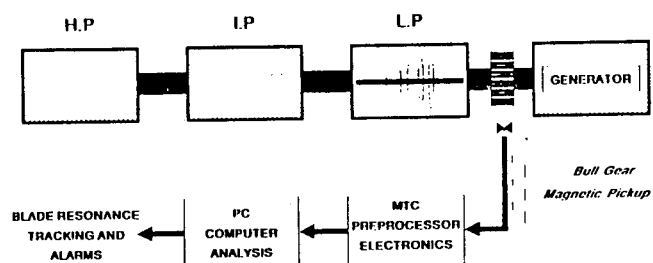 H.P
I.P
L.P
GENERATOR
Bull Gear
Magnetic Pickup
BLADE RESONANCE
TRACKING AND
ALARMS
PC
COMPUTER
ANALYSIS
MTC
PREPROCESSOR
ELECTRONICS